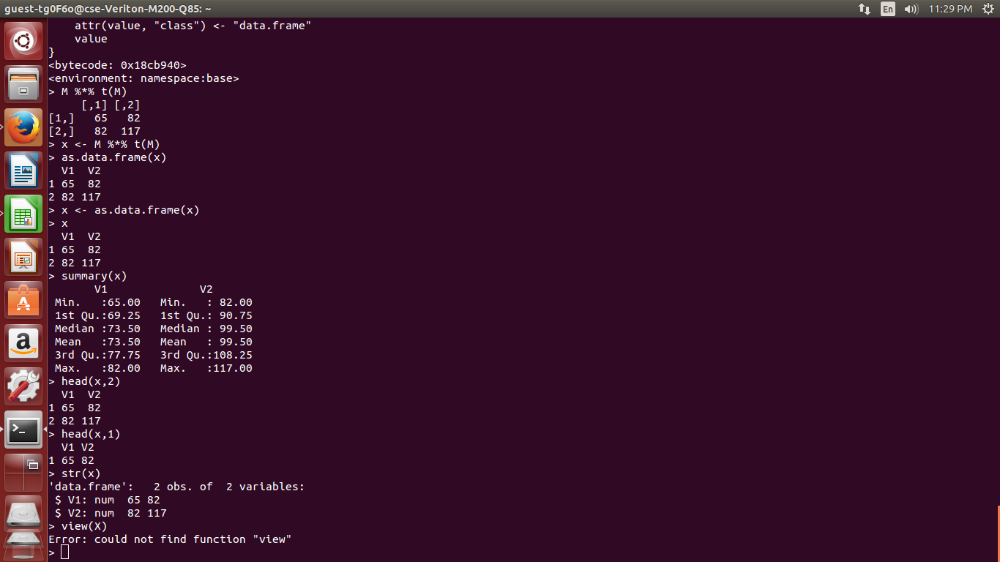 guest-tg0F6o@cse-Veriton-M200-Q85: ~
En
11:29 PM
    attr(value, "class") <- "data.frame"
    value
}
<bytecode: 0x18cb940>
<environment: namespace:base>
> M %*% t(M)
     [,1] [,2]
[1,]   65   82
[2,]   82  117
> x <- M %*% t(M)
> as.data.frame(x)
  V1  V2
1 65  82
2 82 117
> x <- as.data.frame(x)
> x
  V1  V2
1 65  82
2 82 117
> summary(x)
       V1              V2
 Min.   :65.00   Min.   : 82.00
 1st Qu.:69.25   1st Qu.: 90.75
 Median :73.50   Median : 99.50
 Mean   :73.50   Mean   : 99.50
 3rd Qu.:77.75   3rd Qu.:108.25
 Max.   :82.00   Max.   :117.00
> head(x,2)
  V1  V2
1 65  82
2 82 117
> head(x,1)
  V1 V2
1 65 82
> str(x)
'data.frame':   2 obs. of  2 variables:
 $ V1: num  65 82
 $ V2: num  82 117
> view(X)
Error: could not find function "view"
>